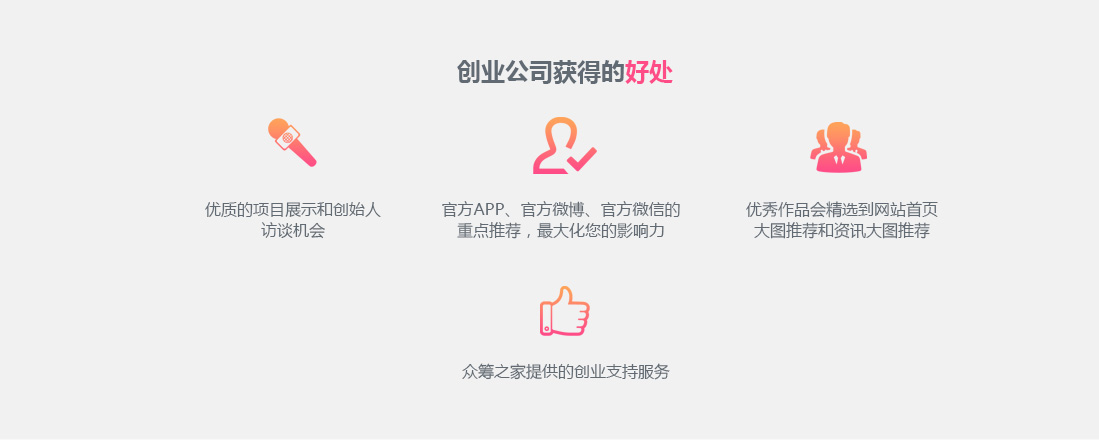 创业公司获得的好处
优质的项目展示和创始人
访谈机会
官方APP、官方微博、官方微信的
重点推荐，最大化您的影响力
优秀作品会精选到网站首页
大图推荐和资讯大图推荐
众筹之家提供的创业支持服务